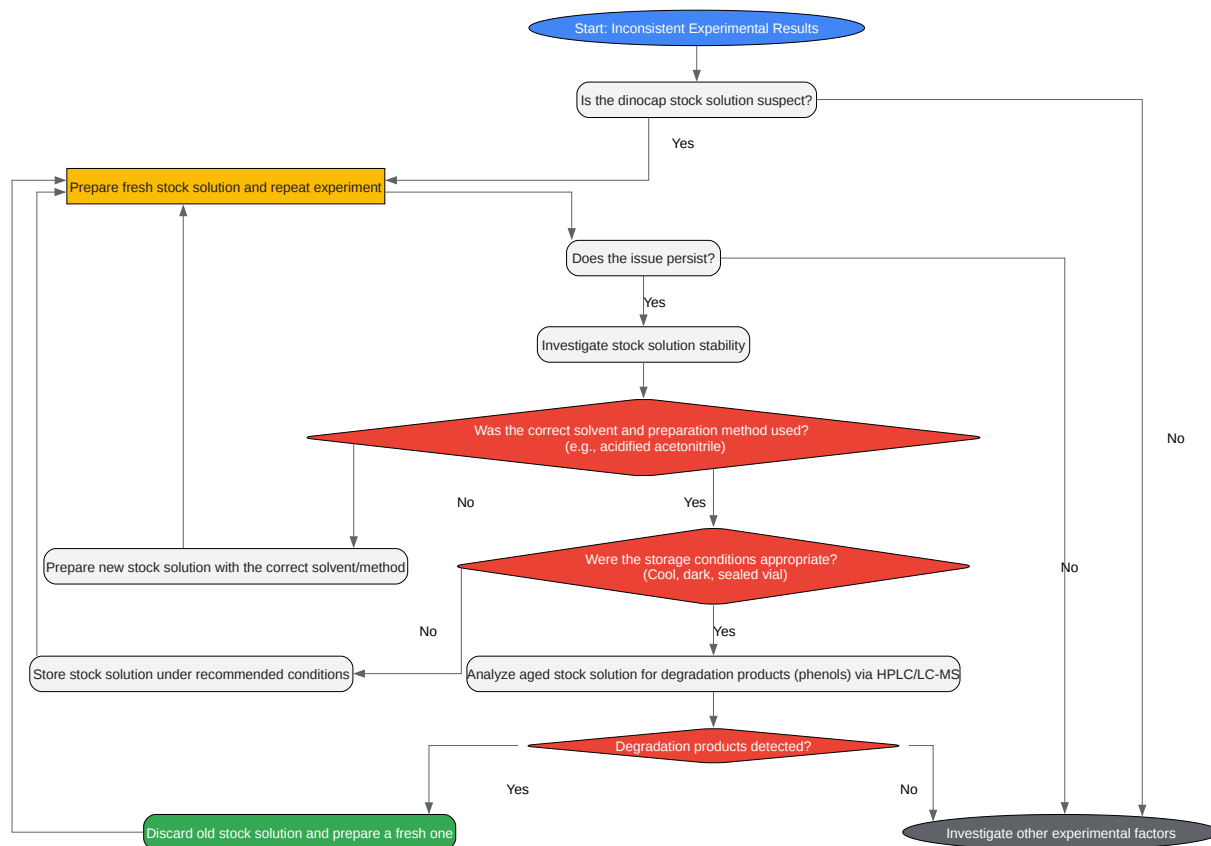 Start: Inconsistent Experimental Results
Is the dinocap stock solution suspect?
Yes
Prepare fresh stock solution and repeat experiment
Does the issue persist?
Yes
Investigate stock solution stability
Was the correct solvent and preparation method used?
(e.g., acidified acetonitrile)
No
No
Yes
Prepare new stock solution with the correct solvent/method
Were the storage conditions appropriate?
(Cool, dark, sealed vial)
No
No
Yes
Store stock solution under recommended conditions
Analyze aged stock solution for degradation products (phenols) via HPLC/LC-MS
Degradation products detected?
Yes
No
Discard old stock solution and prepare a fresh one
Investigate other experimental factors